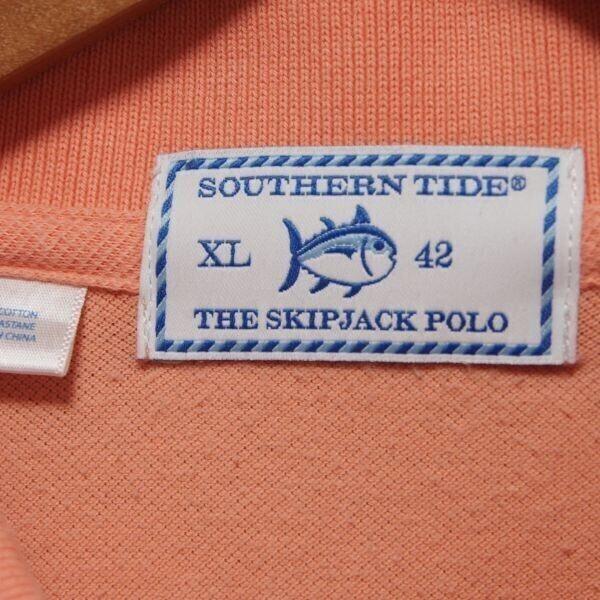 SOUTHERN TIDE®
XL 42
THE SKIPJACK POLO
COTTON
ASTANE
CHINA